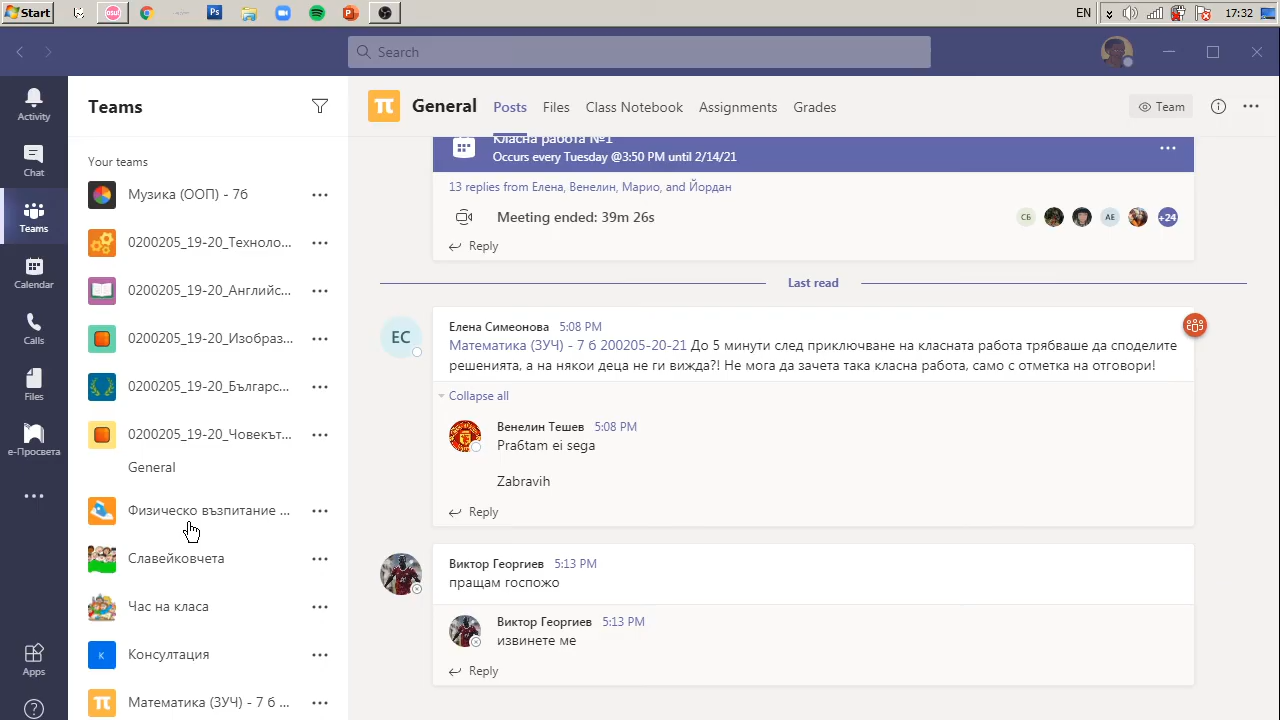 Start
osu!
Ps
P
EN
17:32
Search
Activity
Chat
Teams
Calendar
Calls
Files
е-Просвета
Apps
Teams
Your teams
Музика (ООП) - 7б
0200205_19-20_Техноло...
0200205_19-20_Английс...
0200205_19-20_Изобраз...
0200205_19-20_Българс...
0200205_19-20_Човекът...
General
Физическо възпитание ...
Славейковчета
Час на класа
К
Консултация
π
Математика (ЗУЧ) - 7 б ...
π
General
Posts
Files
Class Notebook
Assignments
Grades
Team
Класна работа №1
Occurs every Tuesday @3:50 PM until 2/14/21
13 replies from Елена, Венелин, Марио, and Йордан
Meeting ended: 39m 26s
СБ
АЕ
+24
Reply
Last read
ЕС
Елена Симеонова 5:08 PM
Математика (ЗУЧ) - 7 б 200205-20-21 До 5 минути след приключване на класната работа трябваше да споделите
решенията, а на някои деца не ги вижда?! Не мога да зачета така класна работа, само с отметка на отговори!
Collapse all
Венелин Тешев 5:08 PM
Pra6tam ei sega
Zabravih
Reply
Виктор Георгиев 5:13 PM
пращам госпожо
Виктор Георгиев 5:13 PM
извинете ме
Reply